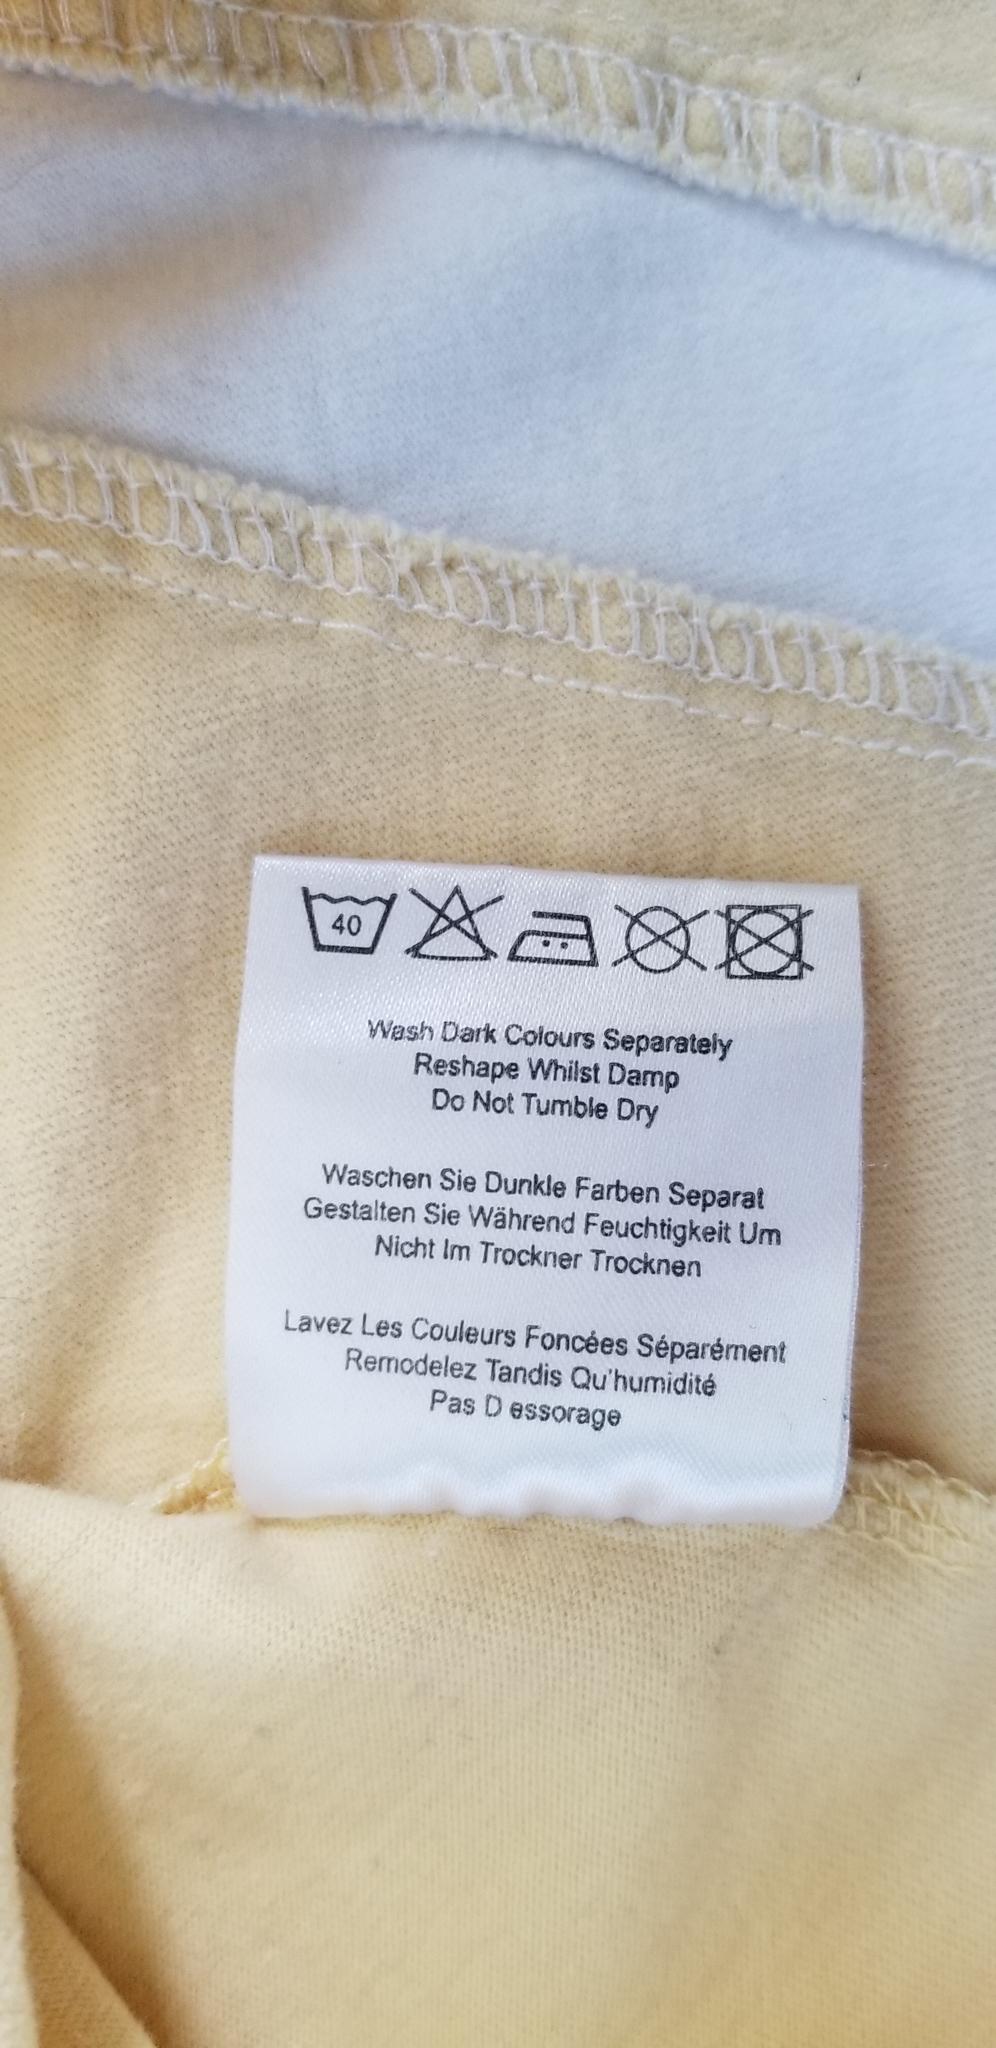 40
Wash Dark Colours Separately
Reshape Whilst Damp
Do Not Tumble Dry
Waschen Sie Dunkle Farben Separat
Gestalten Sie Während Feuchtigkeit Um
Nicht Im Trockner Trocknen
Lavez Les Couleurs Foncées Séparément
Remodelez Tandis Qu'humidité
Pas D essorage